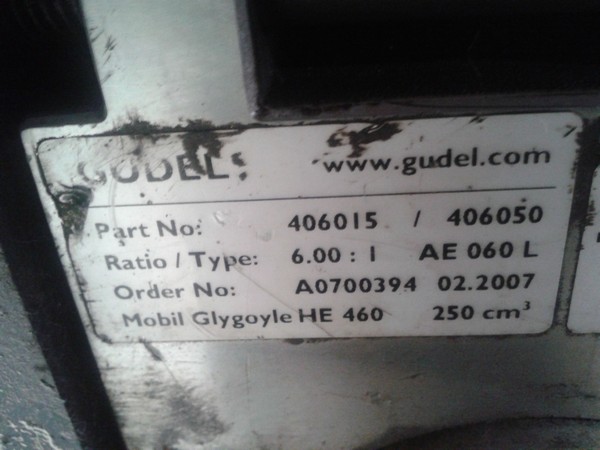 GUDEL: www.gudel.com
Part No: 406015 / 406050
Ratio / Type: 6.00 : 1 AE 060 L
Order No: A0700394 02.2007
Mobil Glygoyle HE 460 250 cm³